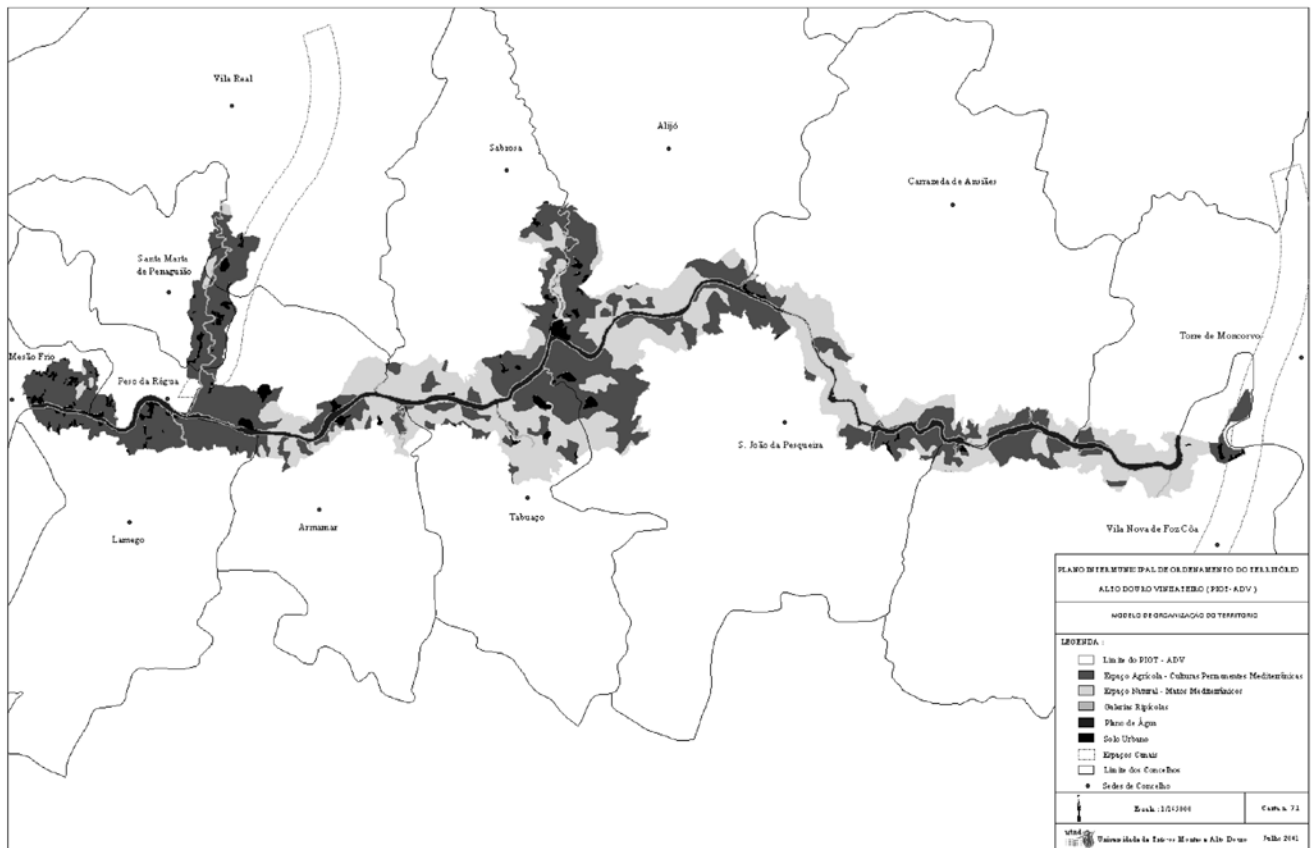 Vila Real
Alijó
Sabrosa
Carrazeda de Ansiães
Santa Marta
de Penaguião
Torre de Moncorvo
Mesão Frio
Peso da Régua
S. João da Pesqueira
Tabuaço
Armamar
Lamego
Vila Nova de Foz Côa
PLANO INTERMUNICIPAL DE ORDENAMENTO DO TERRITÓRIO
ALTO DOURO VINHATEIRO ( PIOT- ADV )
MODELO DE ORGANIZAÇÃO DO TERRITÓRIO
LEGENDA :
Limite do PIOT - ADV
Espaço Agrícola - Culturas Permanentes Mediterrânicas
Espaço Natural - Matos Mediterrânicos
Galerias Ripícolas
Plano de Água
Solo Urbano
Espaços Canais
Limite dos Concelhos
Sedes de Concelho
Escala :
Carta n.
utad
Universidade de Trás-os-Montes e Alto Douro
Julho